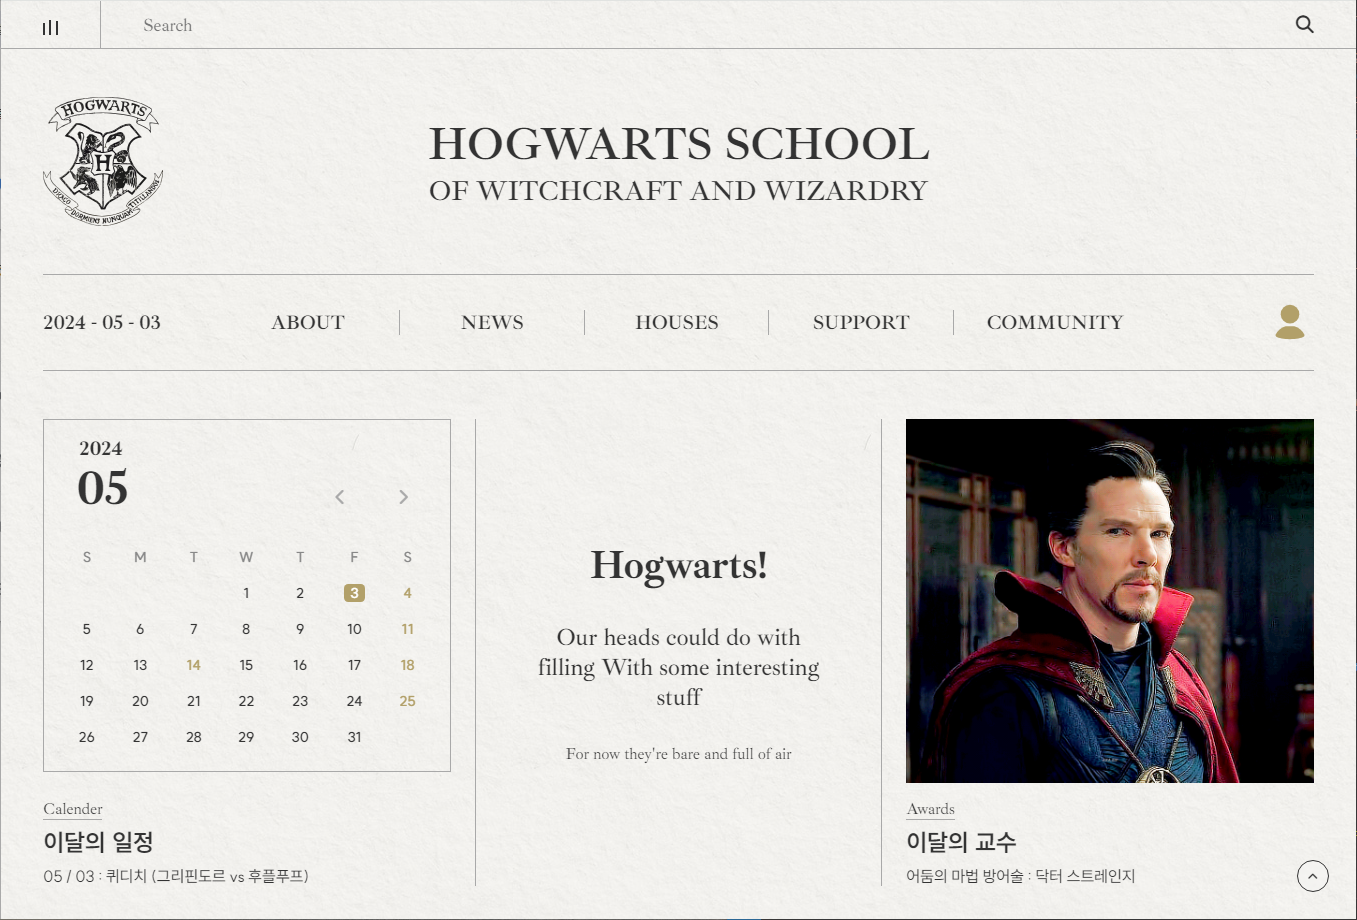 Search
HOGWARTS
H
DRACO DORMIENS NUNQUAM TITILLANDUS
HOGWARTS SCHOOL
OF WITCHCRAFT AND WIZARDRY
2024 - 05 - 03 ABOUT NEWS HOUSES SUPPORT COMMUNITY
2024
05
S M T W T F S
1 2 3 4
5 6 7 8 9 10 11
12 13 14 15 16 17 18
19 20 21 22 23 24 25
26 27 28 29 30 31
Calender
이달의 일정
05 / 03 : 퀴디치 (그리핀도르 vs 후플푸프)
Hogwarts!
Our heads could do with
filling With some interesting
stuff
For now they're bare and full of air
Awards
이달의 교수
어둠의 마법 방어술 : 닥터 스트레인지